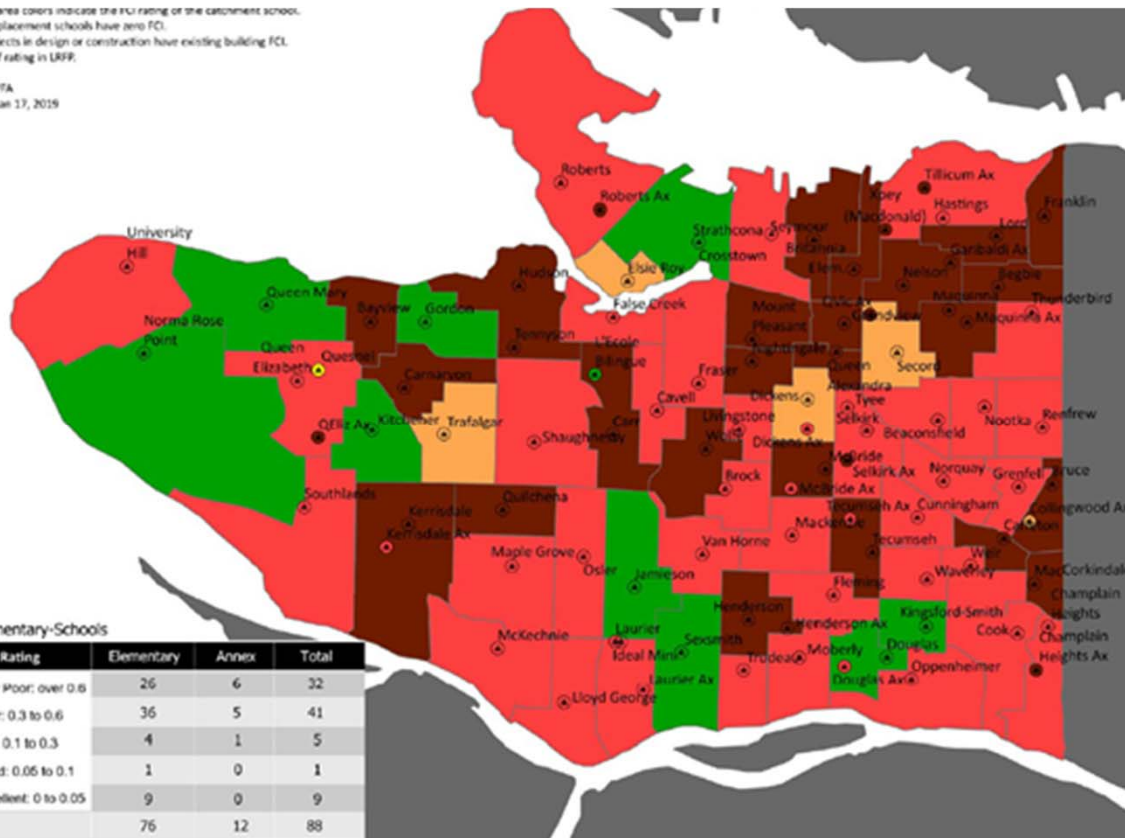 area colors indicate the FCI rating of the catchment school.
placement schools have zero FCI.
ects in design or construction have existing building FCI.
f rating in LRFP.
TFA
an 17, 2019
Roberts
Roberts Ax
Tillicum Ax
Xpey
(Macdonald)
Hastings
Franklin
University
Hill
Strathcona
Seymour
Lord
Crosstown
Britannia
Garibaldi Ax
Elsie Roy
Elem
Hudson
Nelson
Begbie
Queen Mary
Bayview
Gordon
False Creek
Mount
Pleasant
Grandview
Maquinna
Maquinna Ax
Thunderbird
Norma Rose
Point
Tennyson
L'Ecole
Bilingue
Nightingale
Queen
Alexandra
Secord
Queen
Elizabeth
Quesnel
Carnarvon
Fraser
Dickens
Tyee
Cavell
Selkirk
Nootka
Renfrew
QEliz Ax
Kitchener
Trafalgar
Shaughnessy
Carr
Livingstone
Wolfe
Dickens Ax
Beaconsfield
McBride
Selkirk Ax
Norquay
Grenfell
Bruce
Southlands
Brock
McBride Ax
Quilchena
Kerrisdale
Kerrisdale Ax
Tecumseh Ax
Cunningham
Collingwood A
Carleton
Mackenzie
Maple Grove
Osler
Van Horne
Tecumseh
Weir
Jamieson
Waverley
MacCorkindale
Fleming
Champlain
Heights
Henderson
Henderson Ax
Kingsford-Smith
Cook
Champlain
Heights Ax
McKechnie
Laurier
Ideal Mini
Sexsmith
Trudeau
Moberly
Douglas
Laurier Ax
Douglas Ax
Oppenheimer
Lloyd George
mentary-Schools
Rating Elementary Annex Total
Poor: over 0.6 26 6 32
r: 0.3 to 0.6 36 5 41
0.1 to 0.3 4 1 5
d: 0.05 to 0.1 1 0 1
ellent: 0 to 0.05 9 0 9
76 12 88